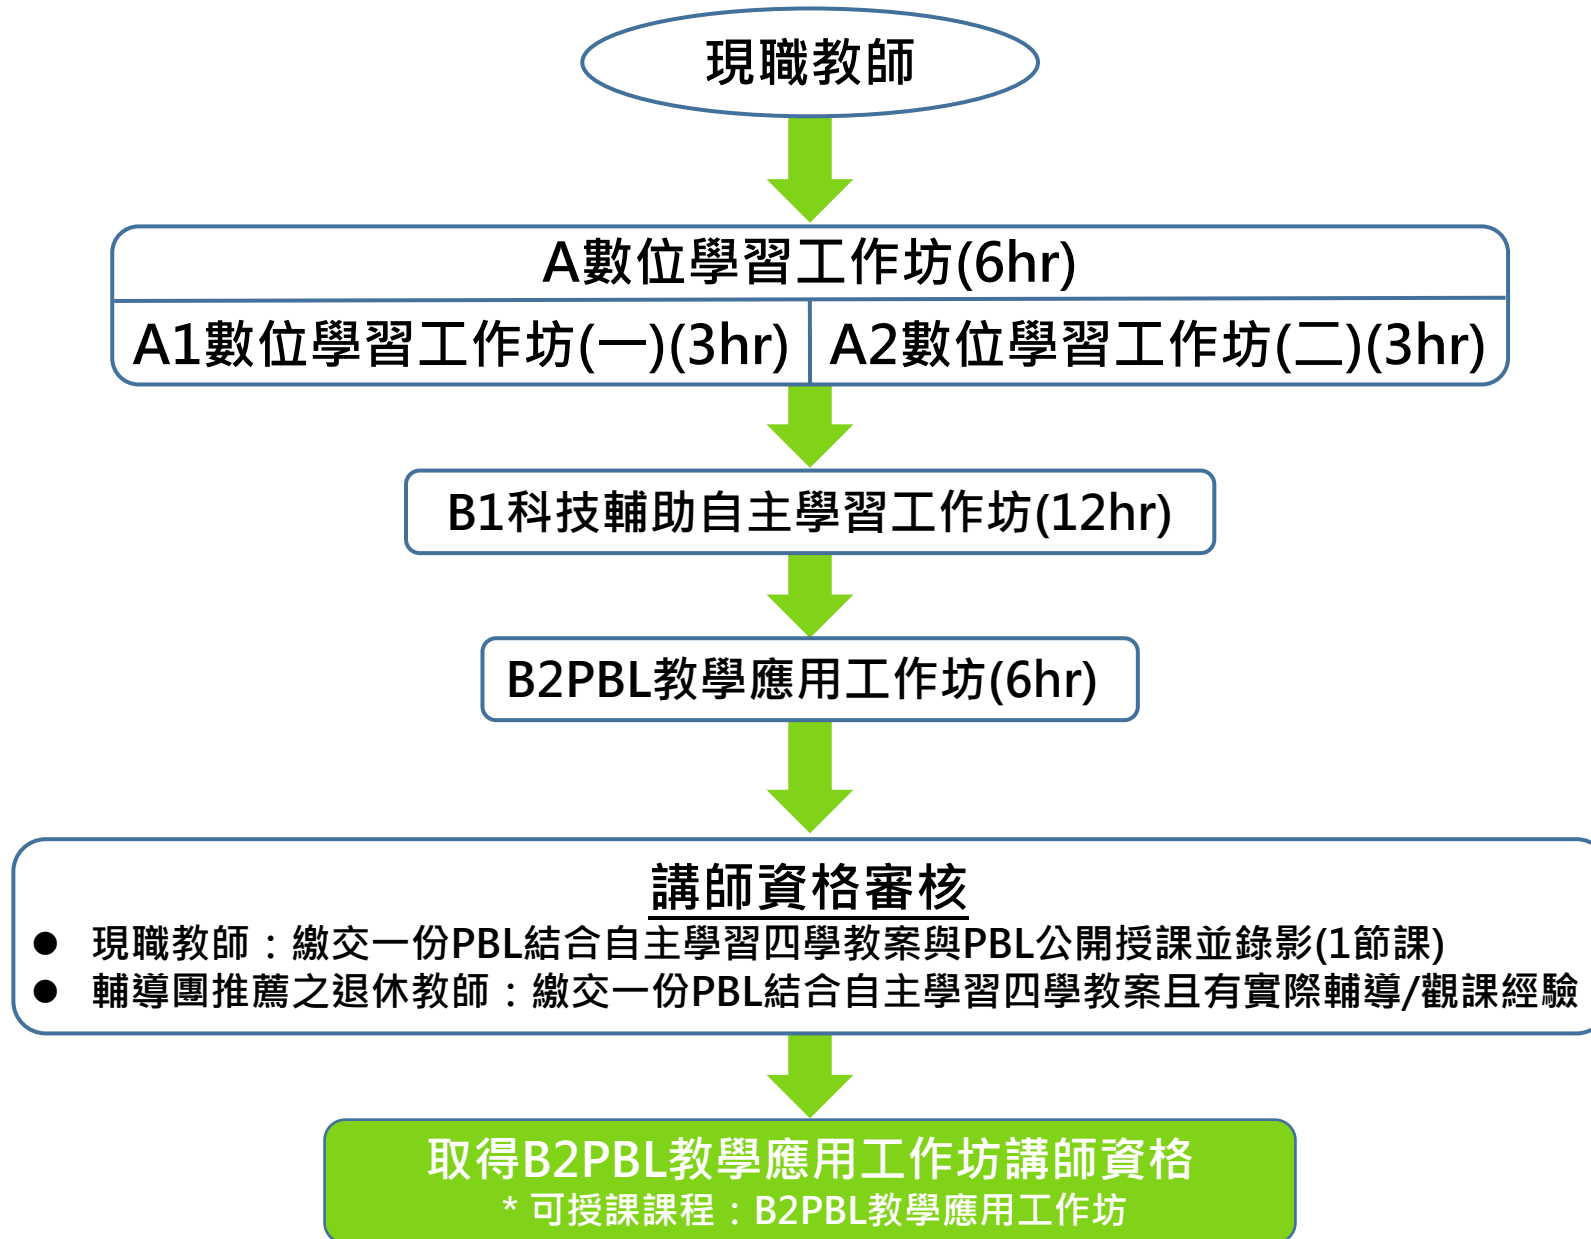 現職教師
A數位學習工作坊(6hr)
A1數位學習工作坊(一)(3hr)
A2數位學習工作坊(二)(3hr)
B1科技輔助自主學習工作坊(12hr)
B2PBL教學應用工作坊(6hr)
講師資格審核
● 現職教師：繳交一份PBL結合自主學習四學教案與PBL公開授課並錄影(1節課)
● 輔導團推薦之退休教師：繳交一份PBL結合自主學習四學教案且有實際輔導/觀課經驗
取得B2PBL教學應用工作坊講師資格
* 可授課課程：B2PBL教學應用工作坊